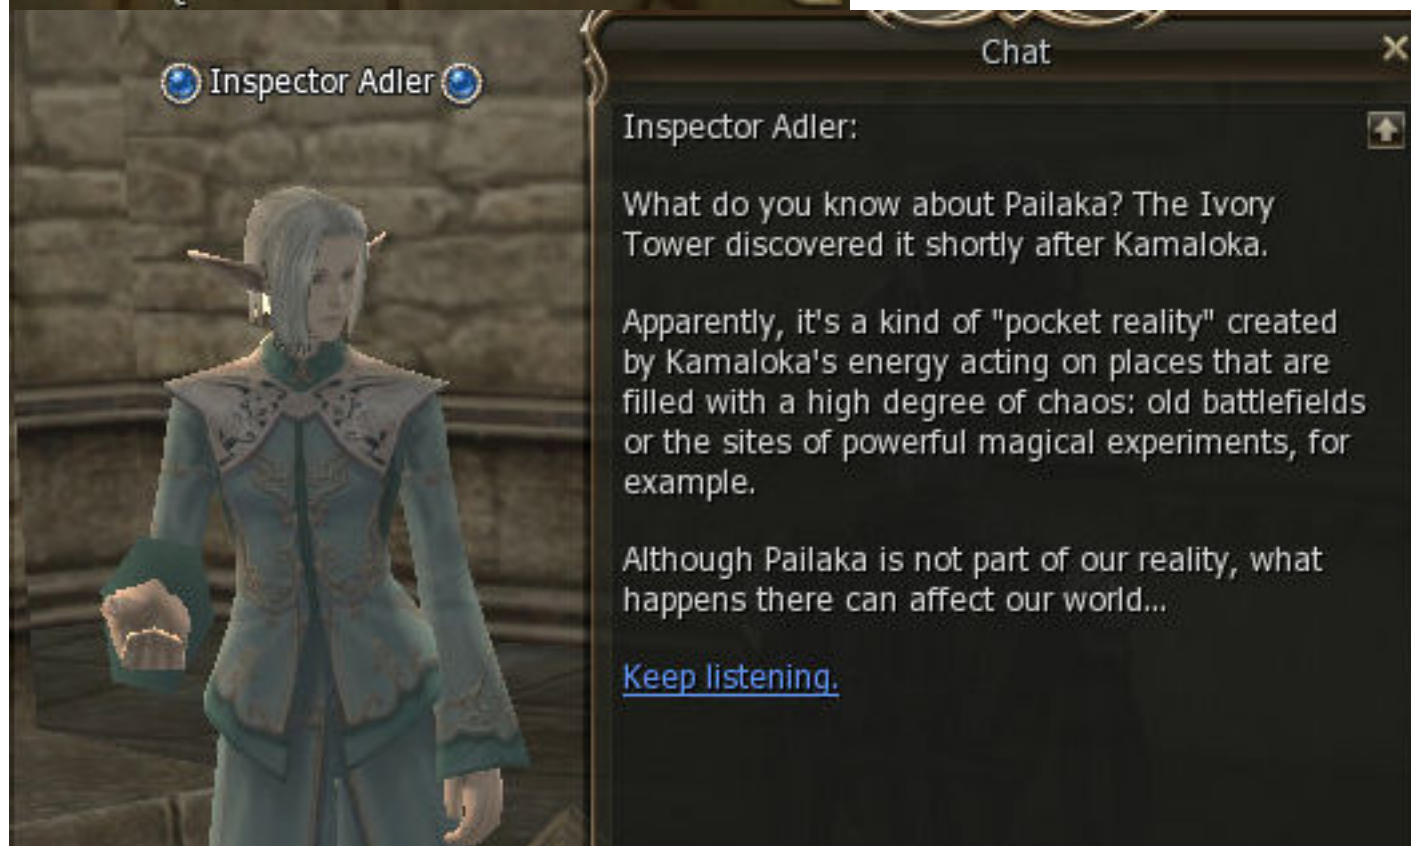 Inspector Adler
Chat
Inspector Adler:
What do you know about Pailaka? The Ivory
Tower discovered it shortly after Kamaloka.
Apparently, it's a kind of "pocket reality" created
by Kamaloka's energy acting on places that are
filled with a high degree of chaos: old battlefields
or the sites of powerful magical experiments, for
example.
Although Pailaka is not part of our reality, what
happens there can affect our world...
Keep listening.